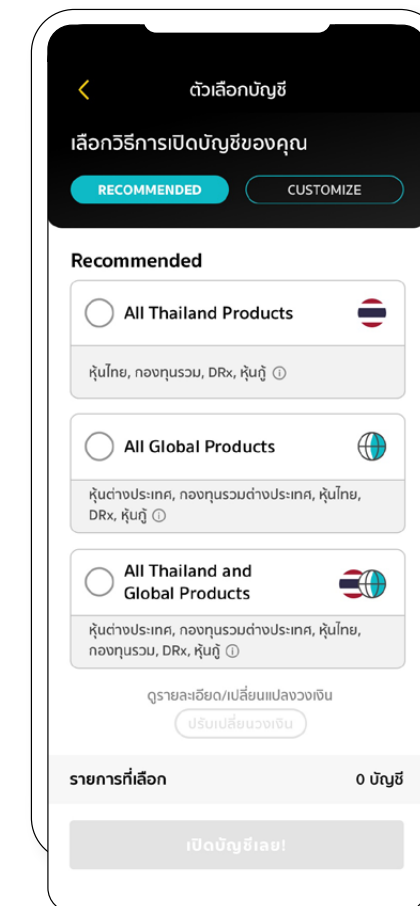 ตัวเลือกบัญชี
เลือกวิธีการเปิดบัญชีของคุณ
RECOMMENDED CUSTOMIZE
Recommended
All Thailand Products
หุ้นไทย, กองทุนรวม, DRx, หุ้นกู้
All Global Products
หุ้นต่างประเทศ, กองทุนรวมต่างประเทศ, หุ้นไทย,
DRx, หุ้นกู้
All Thailand and
Global Products
หุ้นต่างประเทศ, กองทุนรวมต่างประเทศ, หุ้นไทย,
กองทุนรวม, DRx, หุ้นกู้
ดูรายละเอียด/เปลี่ยนแปลงวงเงิน
ปรับเปลี่ยนวงเงิน
รายการที่เลือก 0 บัญชี
เปิดบัญชีเลย!